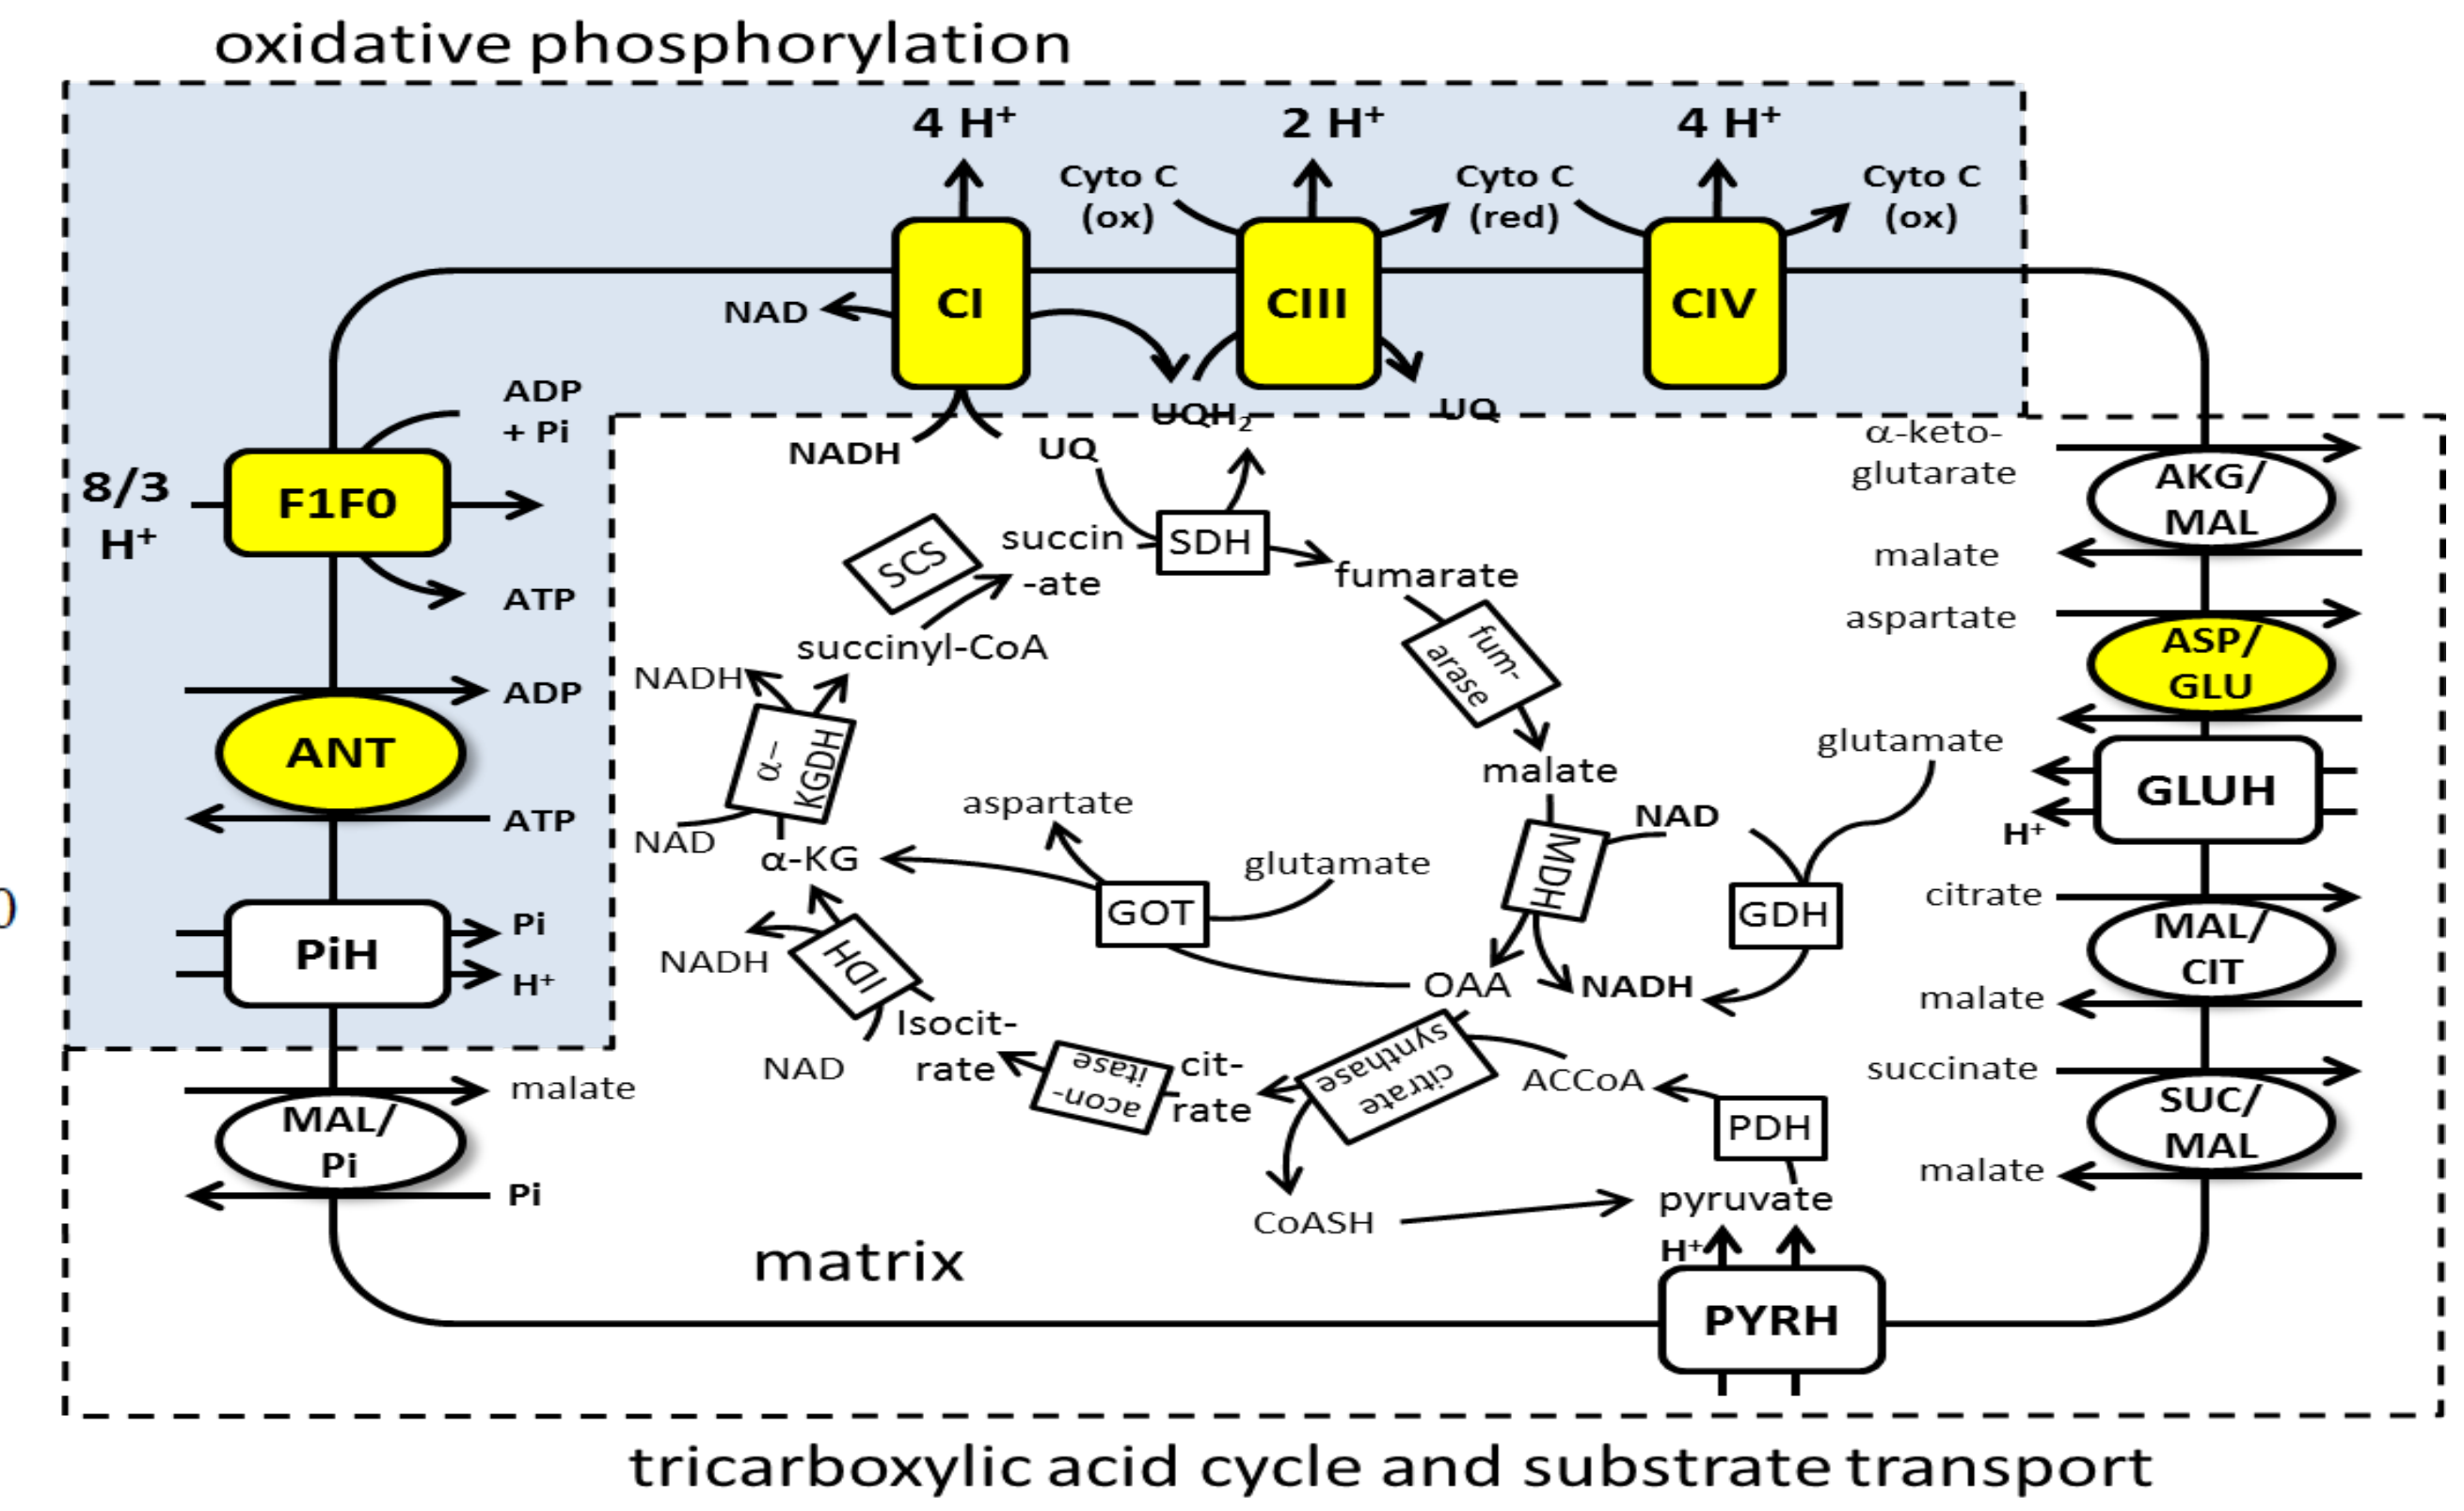 oxidative phosphorylation
4 H⁺
2 H⁺
4 H⁺
Cyto C
(ox)
Cyto C
(red)
Cyto C
(ox)
CI
CIII
CIV
NAD
NADH
UQ
UQH₂
UQ
ADP
+ Pi
8/3
H⁺
F1F0
ATP
ADP
ANT
ATP
PiH
Pi
H⁺
malate
MAL/
Pi
Pi
SCS
succin
-ate
SDH
fumarate
fum-
arase
succinyl-CoA
NADH
α–
KGDH
NAD
α-KG
malate
MDH
NAD
aspartate
glutamate
GOT
GDH
glutamate
NADH
IDH
OAA
NADH
NAD
Isocit-
rate
acon-
itase
cit-
rate
citrate
synthase
ACCoA
PDH
CoASH
pyruvate
H⁺
PYRH
α-keto-
glutarate
AKG/
MAL
malate
aspartate
ASP/
GLU
GLUH
H⁺
citrate
MAL/
CIT
malate
succinate
SUC/
MAL
malate
matrix
)
tricarboxylic acid cycle and substrate transport